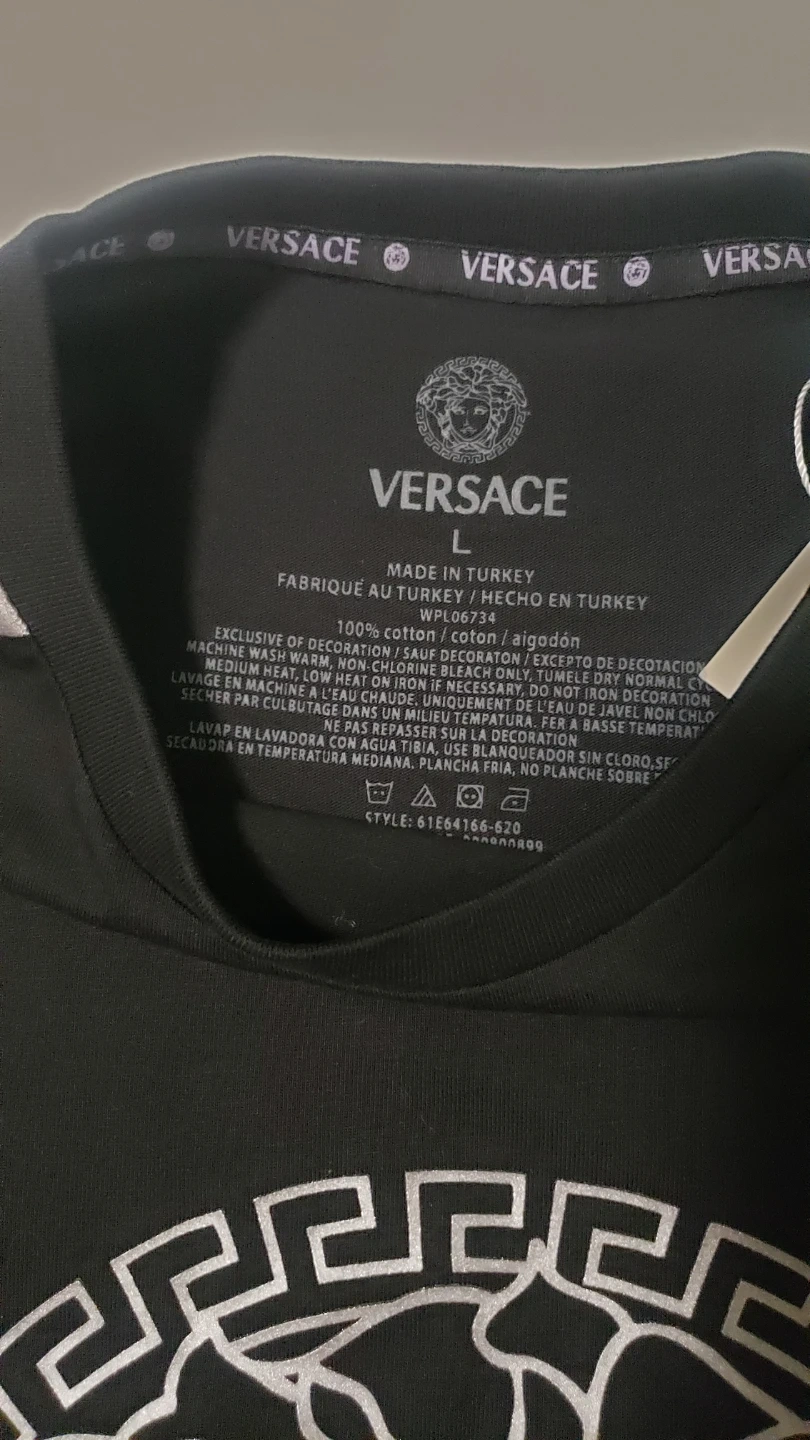 VERSACE VERSACE
VERSACE
L
MADE IN TURKEY
FABRIQUÉ AU TURKEY / HECHO EN TURKEY
WPL06734
100% cotton / coton / algodón
EXCLUSIVE OF DECORATION / SAUF DECORATON / EXCEPTO DE DECOTACION
MACHINE WASH WARM, NON-CHLORINE BLEACH ONLY, TUMELE DRY NORMAL
MEDIUM HEAT, LOW HEAT ON IRON IF NECESSARY, DO NOT IRON DECORATION
LAVAGE EN MACHINE A L'EAU CHAUDE, UNIQUEMENT DE L'EAU DE JAVEL NON
SECHER PAR CULBUTAGE DANS UN MILIEU TEMPATURA. FER A BASSE
NE PAS REPASSER SUR LA DECORATION
LAVAP EN LAVADORA CON AGUA TIBIA, USE BLANQUEADOR SIN CLORO,
SECADORA EN TEMPERATURA MEDIANA. PLANCHA FRIA, NO PLANCHE SOBRE
STYLE: 61E64166-620